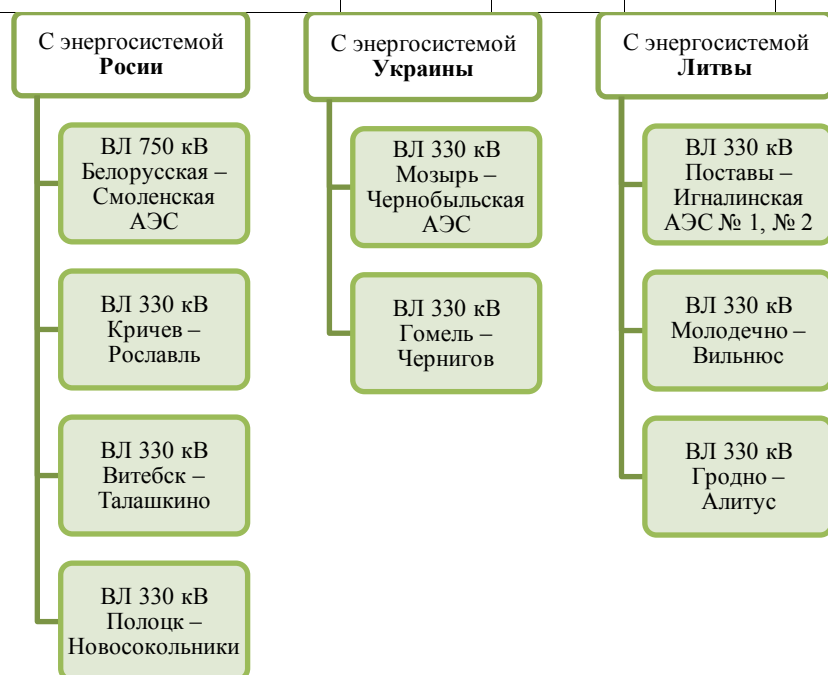 С энергосистемой
Росии
ВЛ 750 кВ
Белорусская –
Смоленская
АЭС
ВЛ 330 кВ
Кричев –
Рославль
ВЛ 330 кВ
Витебск –
Талашкино
ВЛ 330 кВ
Полоцк –
Новосокольники
С энергосистемой
Украины
ВЛ 330 кВ
Мозырь –
Чернобыльская
АЭС
ВЛ 330 кВ
Гомель –
Чернигов
С энергосистемой
Литвы
ВЛ 330 кВ
Поставы –
Игналинская
АЭС № 1, № 2
ВЛ 330 кВ
Молодечно –
Вильнюс
ВЛ 330 кВ
Гродно –
Алитус